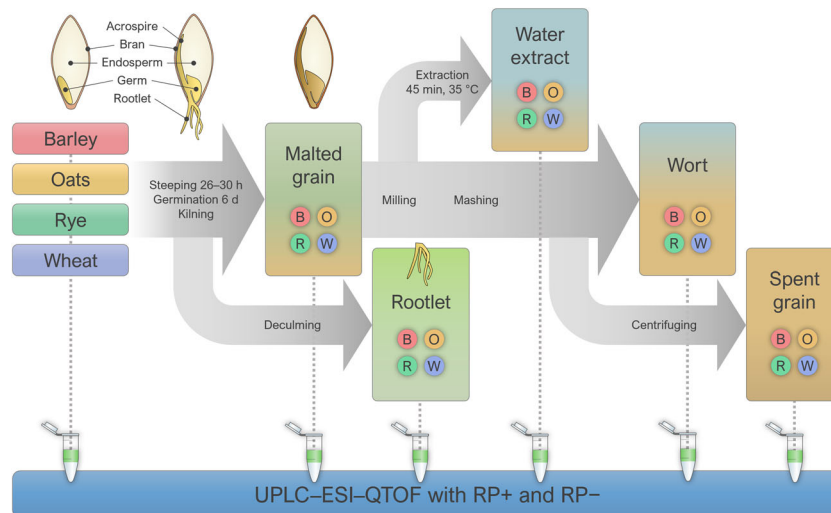 Acrospire
Bran
Endosperm
Germ
Rootlet
Barley
Oats
Rye
Wheat
Steeping 26–30 h
Germination 6 d
Kilning
Malted
grain
B O
R W
Deculming
Rootlet
B O
R W
Milling
Mashing
Extraction
45 min, 35 °C
Water
extract
B O
R W
Wort
B O
R W
Centrifuging
Spent
grain
B O
R W
UPLC–ESI–QTOF with RP+ and RP−